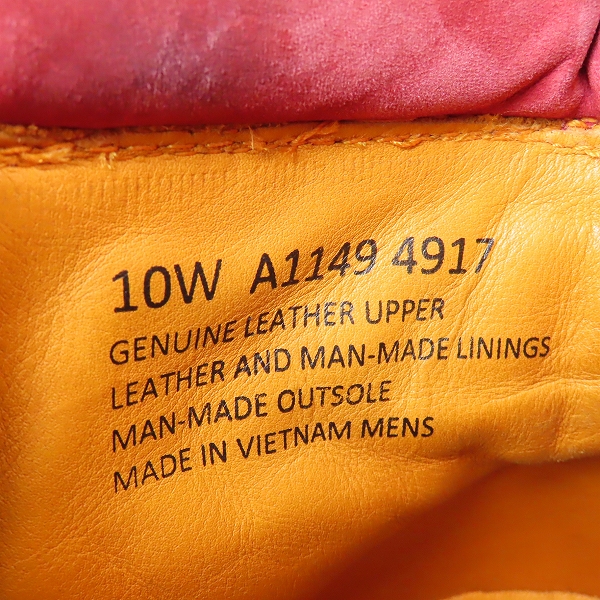 10W A1149 4917
GENUINE LEATHER UPPER
LEATHER AND MAN-MADE LININGS
MAN-MADE OUTSOLE
MADE IN VIETNAM MENS